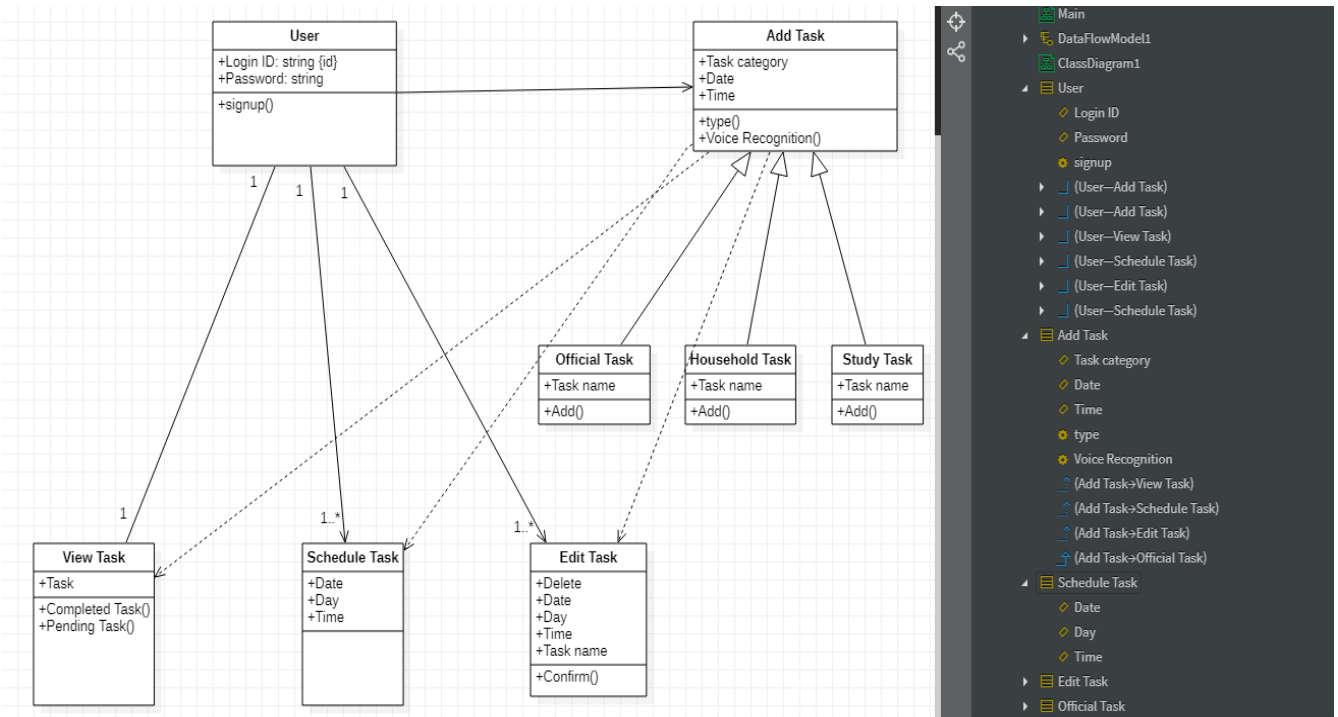 User
+Login ID: string {id}
+Password: string
+signup()
Add Task
+Task category
+Date
+Time
+type()
+Voice Recognition()
1
1
1
1
1..*
1..*
Official Task
+Task name
+Add()
Household Task
+Task name
+Add()
Study Task
+Task name
+Add()
View Task
+Task
+Completed Task()
+Pending Task()
Schedule Task
+Date
+Day
+Time
Edit Task
+Delete
+Date
+Day
+Time
+Task name
+Confirm()
Main
DataFlowModel1
ClassDiagram1
User
Login ID
Password
signup
(User—Add Task)
(User—Add Task)
(User—View Task)
(User—Schedule Task)
(User—Edit Task)
(User—Schedule Task)
Add Task
Task category
Date
Time
type
Voice Recognition
(Add Task→View Task)
(Add Task→Schedule Task)
(Add Task→Edit Task)
(Add Task→Official Task)
Schedule Task
Date
Day
Time
Edit Task
Official Task